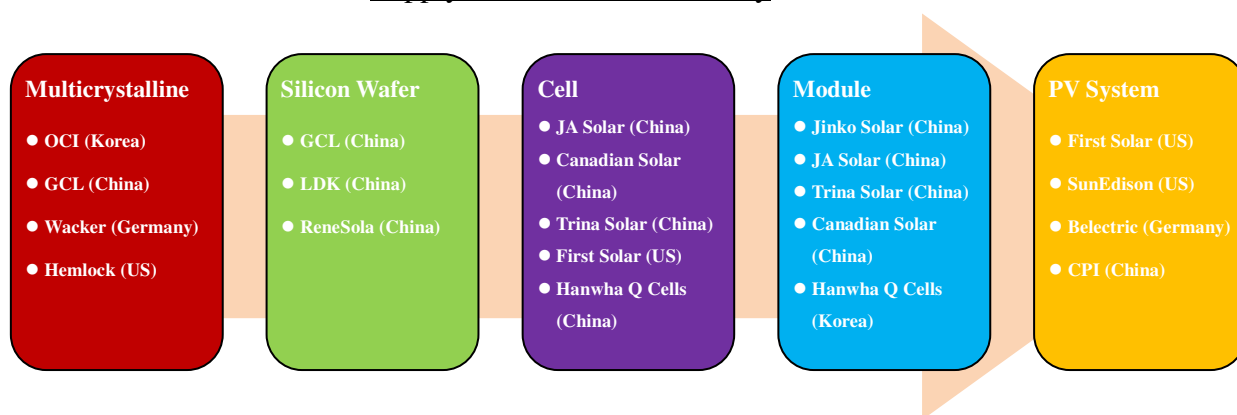 Multicrystalline
● OCI (Korea)
● GCL (China)
● Wacker (Germany)
● Hemlock (US)
Silicon Wafer
● GCL (China)
● LDK (China)
● ReneSola (China)
Cell
● JA Solar (China)
● Canadian Solar
(China)
● Trina Solar (China)
● First Solar (US)
● Hanwha Q Cells
(China)
Module
● Jinko Solar (China)
● JA Solar (China)
● Trina Solar (China)
● Canadian Solar
(China)
● Hanwha Q Cells
(Korea)
PV System
● First Solar (US)
● SunEdison (US)
● Belectric (Germany)
● CPI (China)